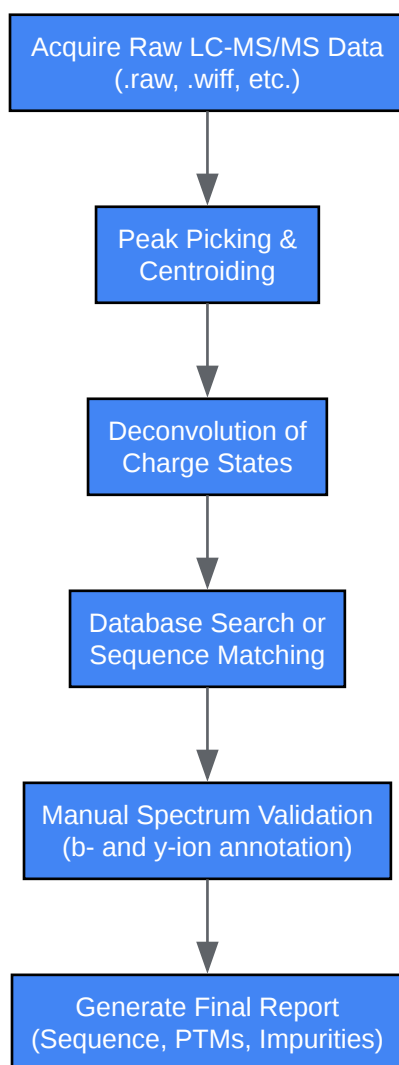 Acquire Raw LC-MS/MS Data
(.raw, .wiff, etc.)
Peak Picking &
Centroiding
Deconvolution of
Charge States
Database Search or
Sequence Matching
Manual Spectrum Validation
(b- and y-ion annotation)
Generate Final Report
(Sequence, PTMs, Impurities)